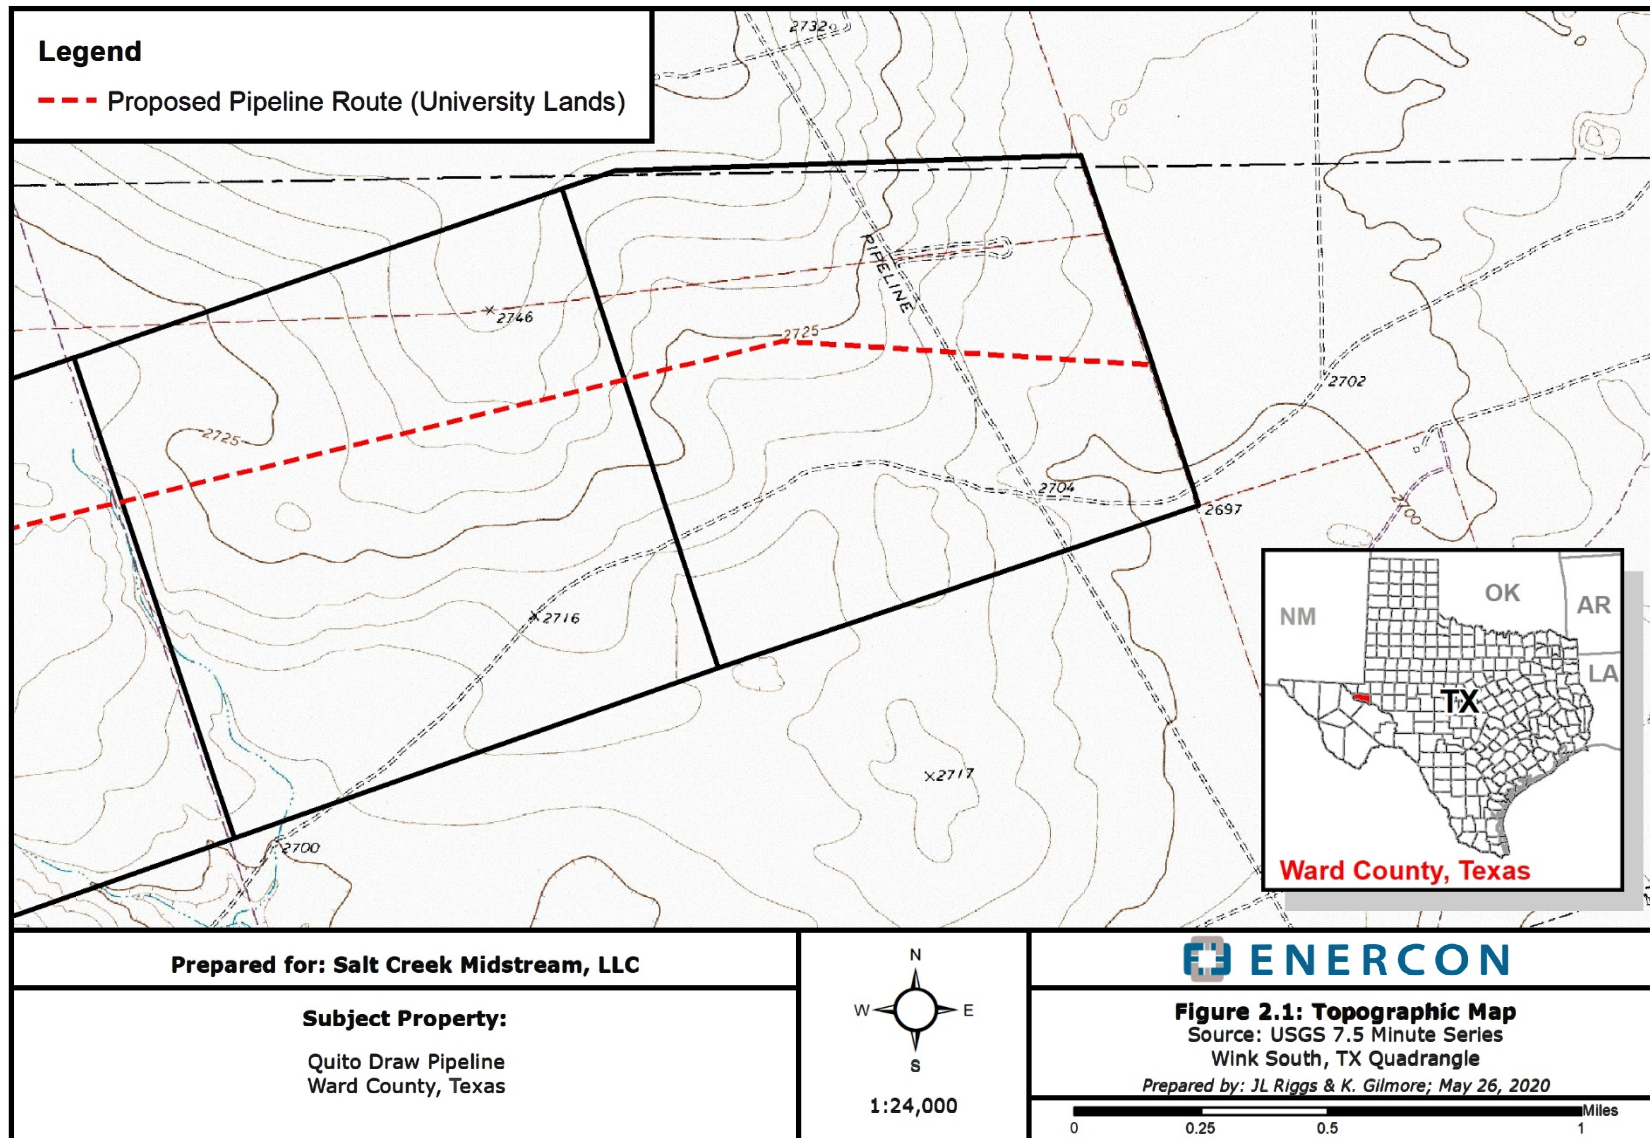 Legend
Proposed Pipeline Route (University Lands)
2732
PIPELINE
2746
2725
2725
2702
2704
2700
2697
2716
2717
2700
NM
OK
AR
LA
TX
Ward County, Texas
Prepared for: Salt Creek Midstream, LLC
Subject Property:
Quito Draw Pipeline
Ward County, Texas
N
W E
S
1:24,000
ENERCON
Figure 2.1: Topographic Map
Source: USGS 7.5 Minute Series
Wink South, TX Quadrangle
Prepared by: JL Riggs & K. Gilmore; May 26, 2020
Miles
0 0.25 0.5 1